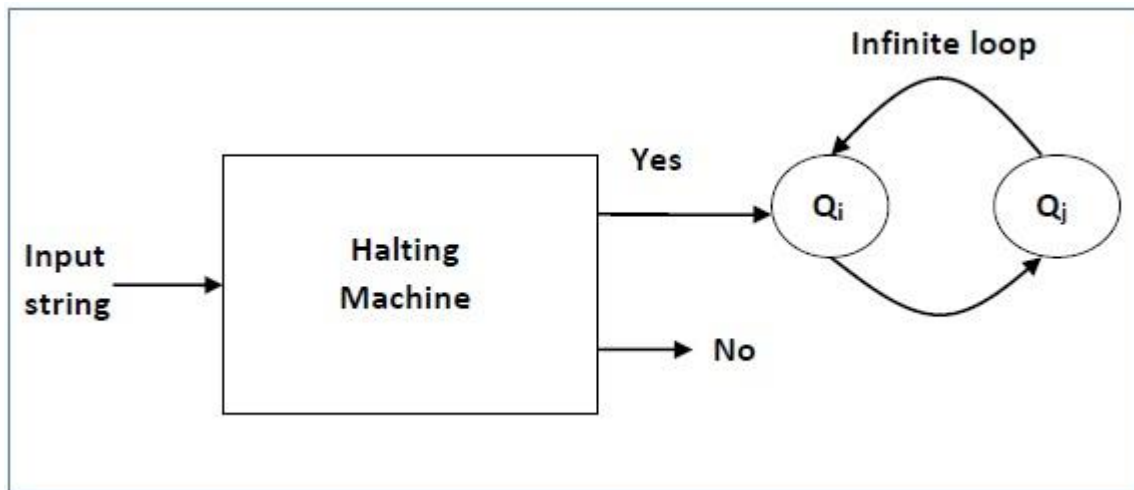 Infinite loop
Yes
Qi
Qj
Input
string
Halting
Machine
No